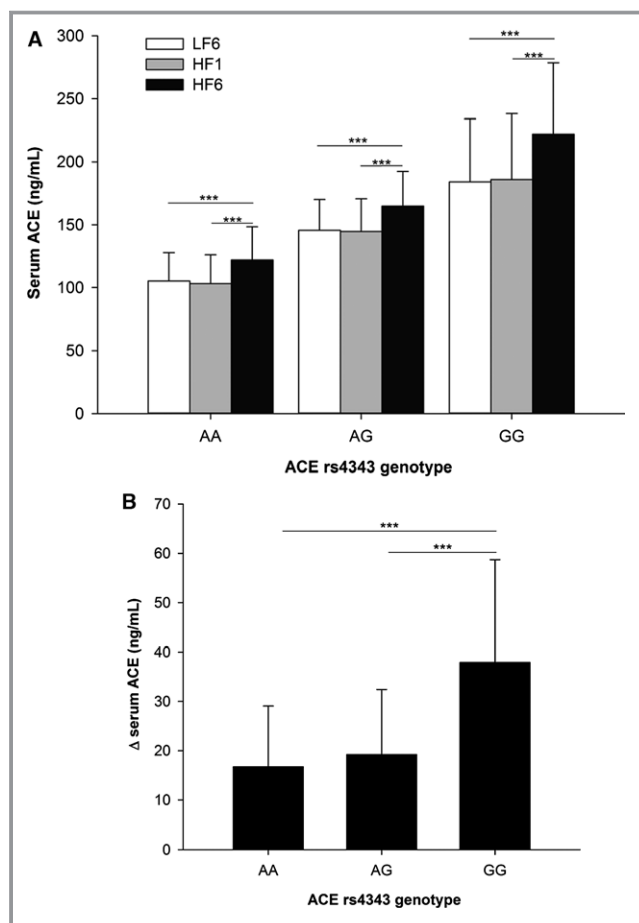 A
300
250
200
150
100
50
0
Serum ACE (ng/mL)
LF6
HF1
HF6
***
***
***
***
***
***
AA AG GG
ACE rs4343 genotype
B
70
60
50
40
30
20
10
0
Δ serum ACE (ng/mL)
***
***
AA AG GG
ACE rs4343 genotype